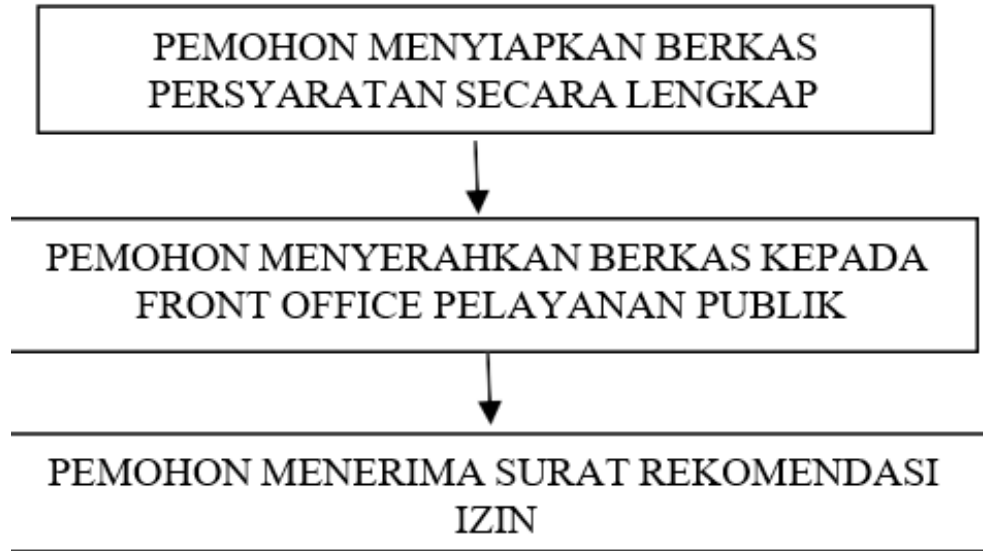 PEMOHON MENYIAPKAN BERKAS
PERSYARATAN SECARA LENGKAP
PEMOHON MENYERAHKAN BERKAS KEPADA
FRONT OFFICE PELAYANAN PUBLIK
PEMOHON MENERIMA SURAT REKOMENDASI
IZIN